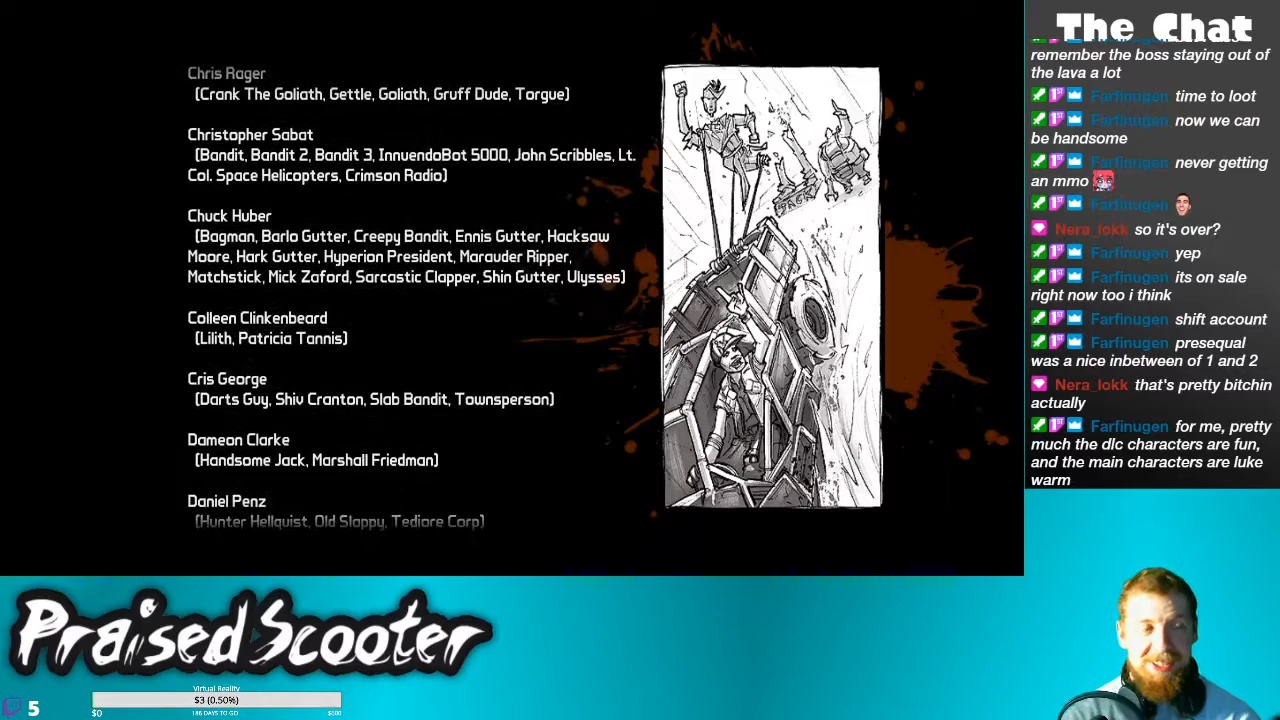 Chris Rager
(Crank The Goliath, Gettle, Goliath, Gruff Dude, Torgue)
Christopher Sabat
(Bandit, Bandit 2, Bandit 3, InnuendoBot 5000, John Scribbles, Lt.
Col. Space Helicopters, Crimson Radio)
Chuck Huber
(Bagman, Barlo Gutter, Creepy Bandit, Ennis Gutter, Hacksaw
Moore, Hark Gutter, Hyperion President, Marauder Ripper,
Matchstick, Mick Zaford, Sarcastic Clapper, Shin Gutter, Ulysses)
Colleen Clinkenbeard
(Lilith, Patricia Tannis)
Cris George
(Darts Guy, Shiv Cranton, Slab Bandit, Townsperson)
Dameon Clarke
(Handsome Jack, Marshall Friedman)
Daniel Penz
(Hunter Hellquist, Old Slappy, Tediore Corp)
The Chat
remember the boss staying out of
the lava a lot
Farfinugen time to loot
Farfinugen now we can
be handsome
Farfinugen never getting
an mmo
Farfinugen
Nera_lokk so it's over?
Farfinugen yep
Farfinugen its on sale
right now too i think
Farfinugen shift account
Farfinugen presequal
was a nice inbetween of 1 and 2
Nera_lokk that's pretty bitchin
actually
Farfinugen for me, pretty
much the dlc characters are fun,
and the main characters are luke
warm
Praised Scooter
5
Virtual Reality
$3 (0.50%)
$0
186 DAYS TO GO